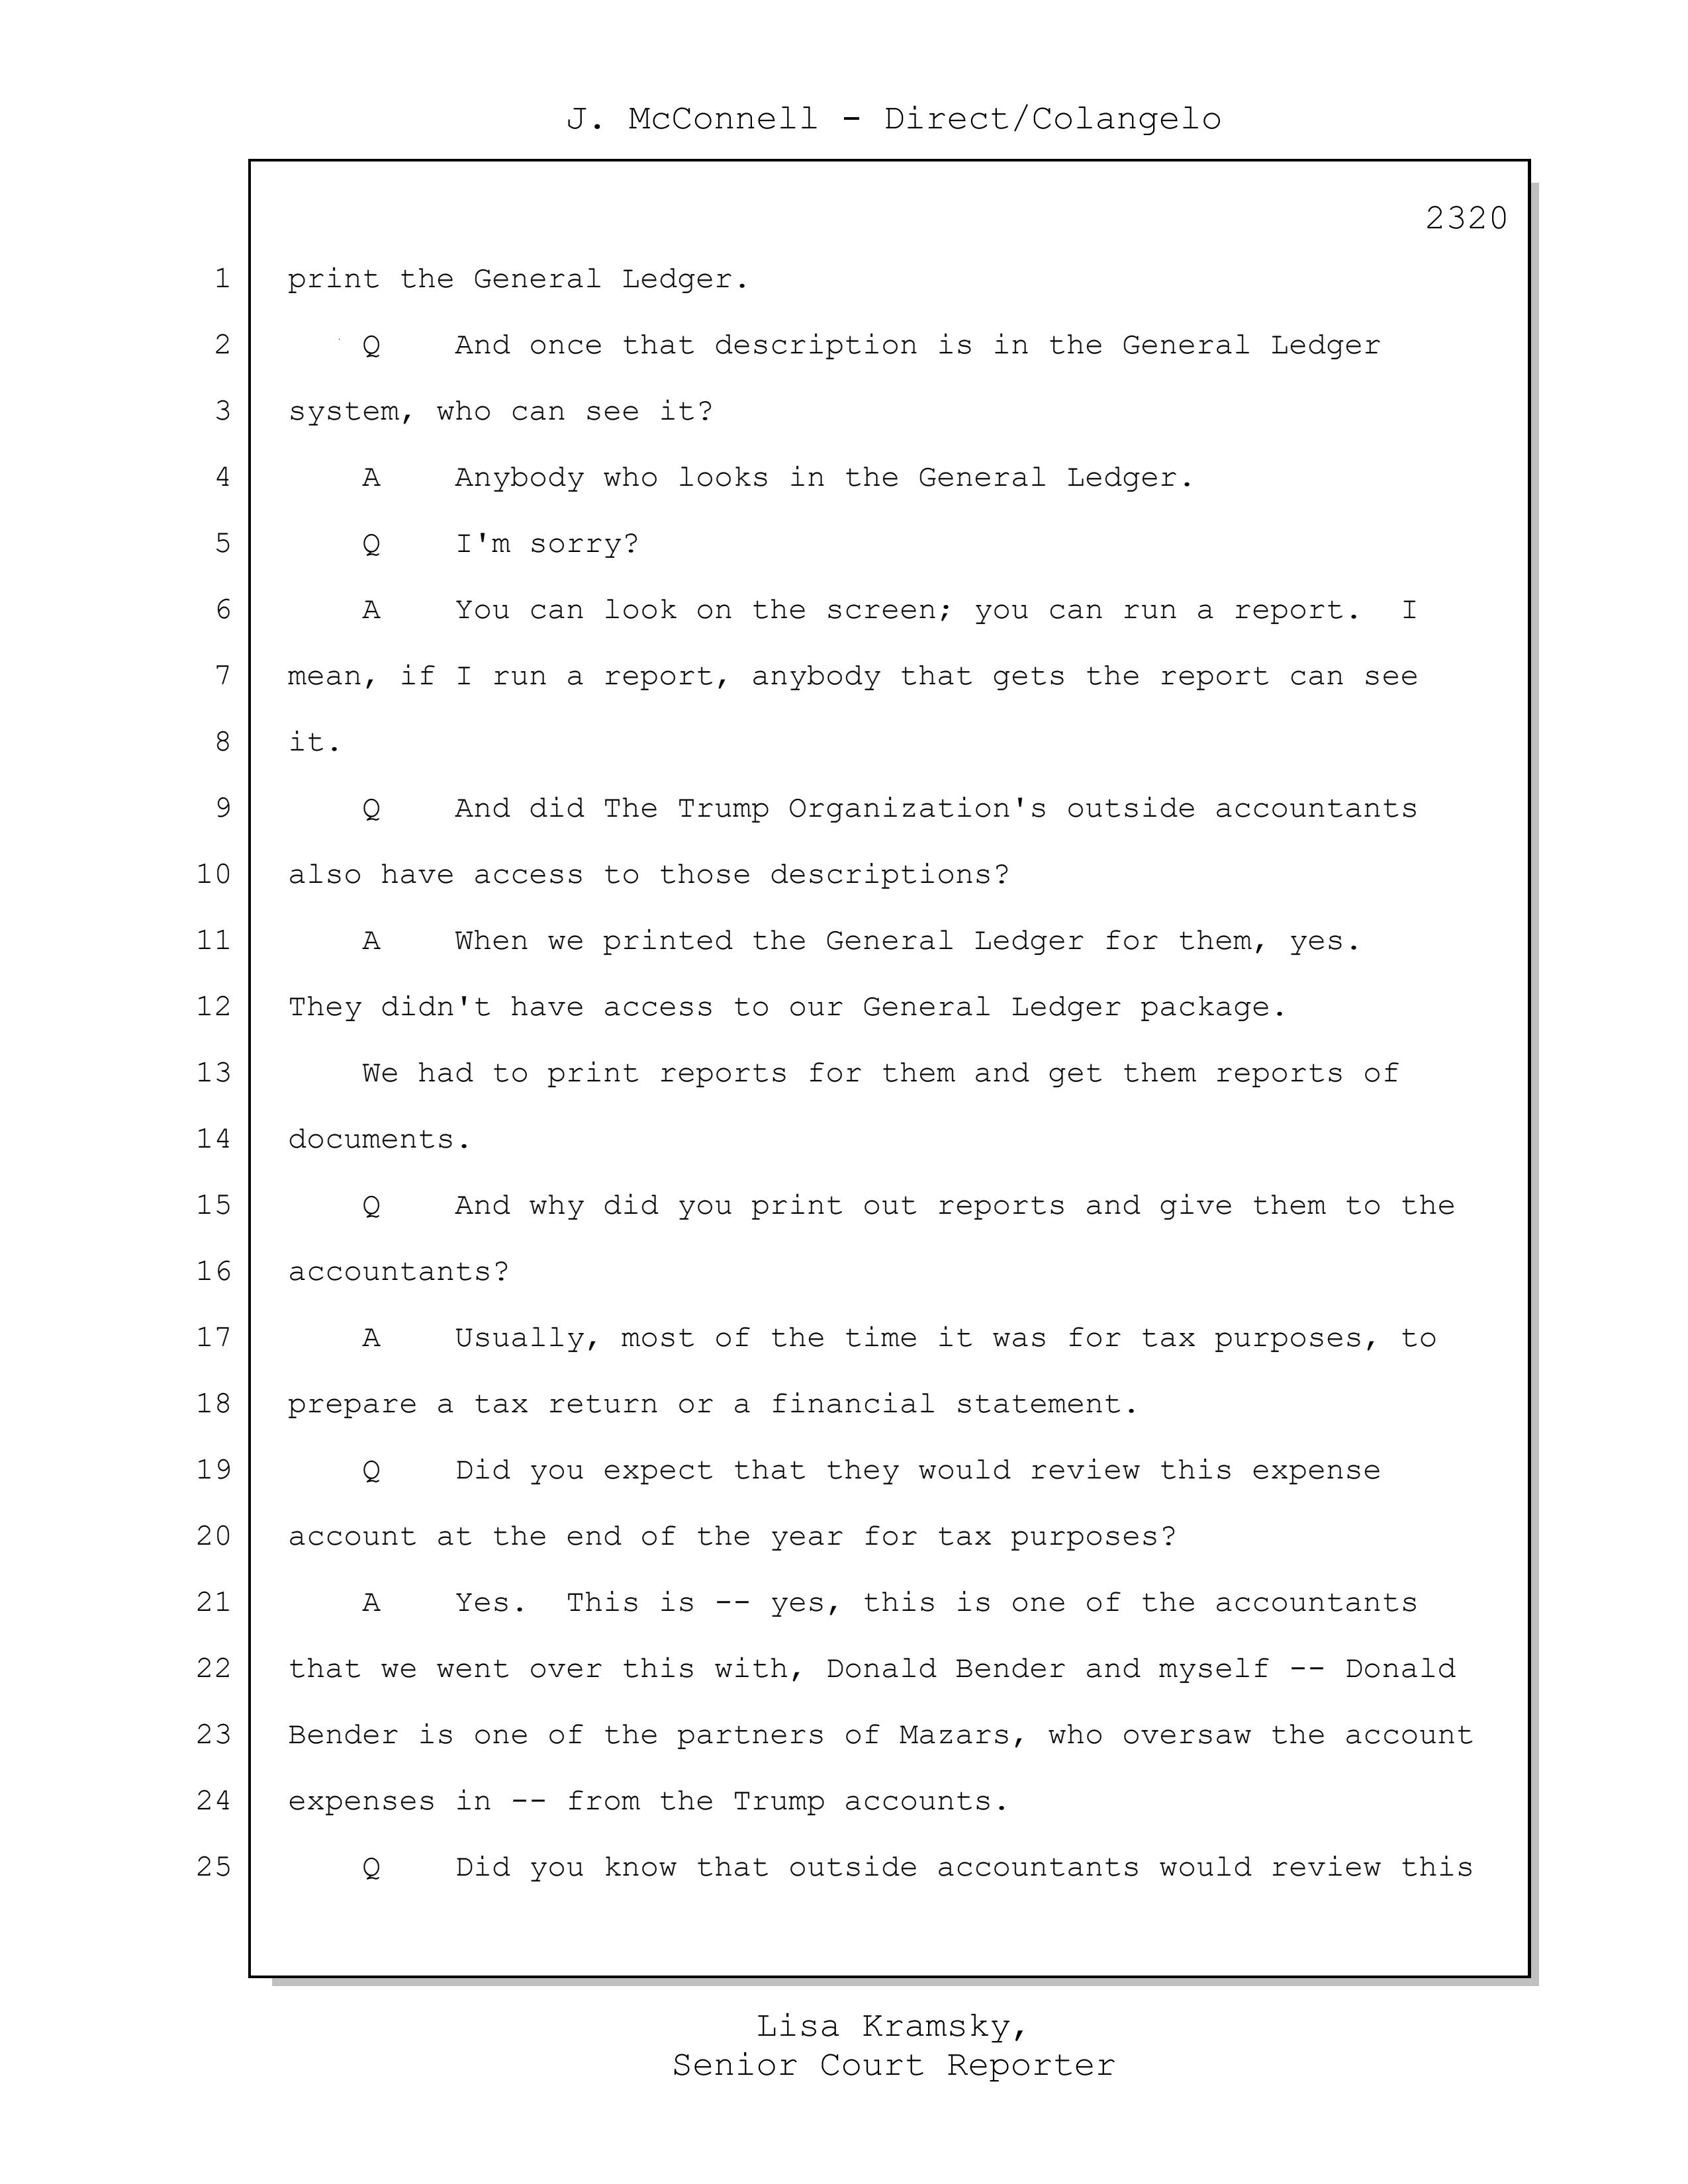 J. McConnell - Direct/Colangelo
2320
1 print the General Ledger.
2 Q And once that description is in the General Ledger
3 system, who can see it?
4 A Anybody who looks in the General Ledger.
5 Q I'm sorry?
6 A You can look on the screen; you can run a report. I
7 mean, if I run a report, anybody that gets the report can see
8 it.
9 Q And did The Trump Organization's outside accountants
10 also have access to those descriptions?
11 A When we printed the General Ledger for them, yes.
12 They didn't have access to our General Ledger package.
13 We had to print reports for them and get them reports of
14 documents.
15 Q And why did you print out reports and give them to the
16 accountants?
17 A Usually, most of the time it was for tax purposes, to
18 prepare a tax return or a financial statement.
19 Q Did you expect that they would review this expense
20 account at the end of the year for tax purposes?
21 A Yes. This is -- yes, this is one of the accountants
22 that we went over this with, Donald Bender and myself -- Donald
23 Bender is one of the partners of Mazars, who oversaw the account
24 expenses in -- from the Trump accounts.
25 Q Did you know that outside accountants would review this
Lisa Kramsky,
Senior Court Reporter